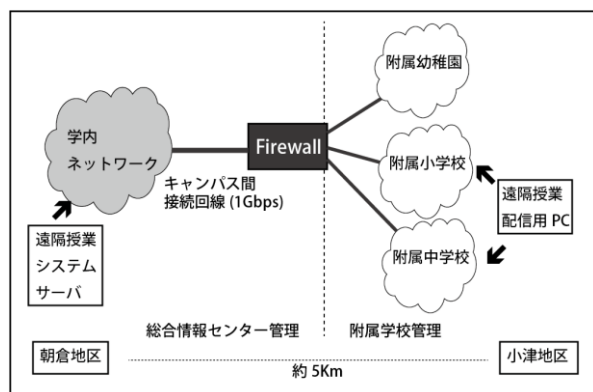 附属幼稚園
学内
ネットワーク
Firewall
キャンパス間
接続回線 (1Gbps)
附属小学校
遠隔授業
配信用 PC
附属中学校
遠隔授業
システム
サーバ
総合情報センター管理
附属学校管理
朝倉地区
約 5Km
小津地区